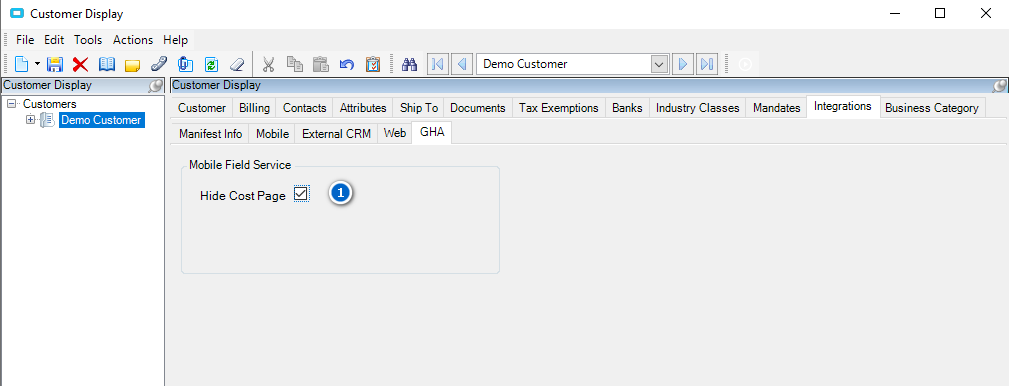 Customer Display
File Edit Tools Actions Help
Demo Customer
Customer Display
Customers
Demo Customer
Customer Display
Customer Billing Contacts Attributes Ship To Documents Tax Exemptions Banks Industry Classes Mandates Integrations Business Category
Manifest Info Mobile External CRM Web GHA
Mobile Field Service
Hide Cost Page
1